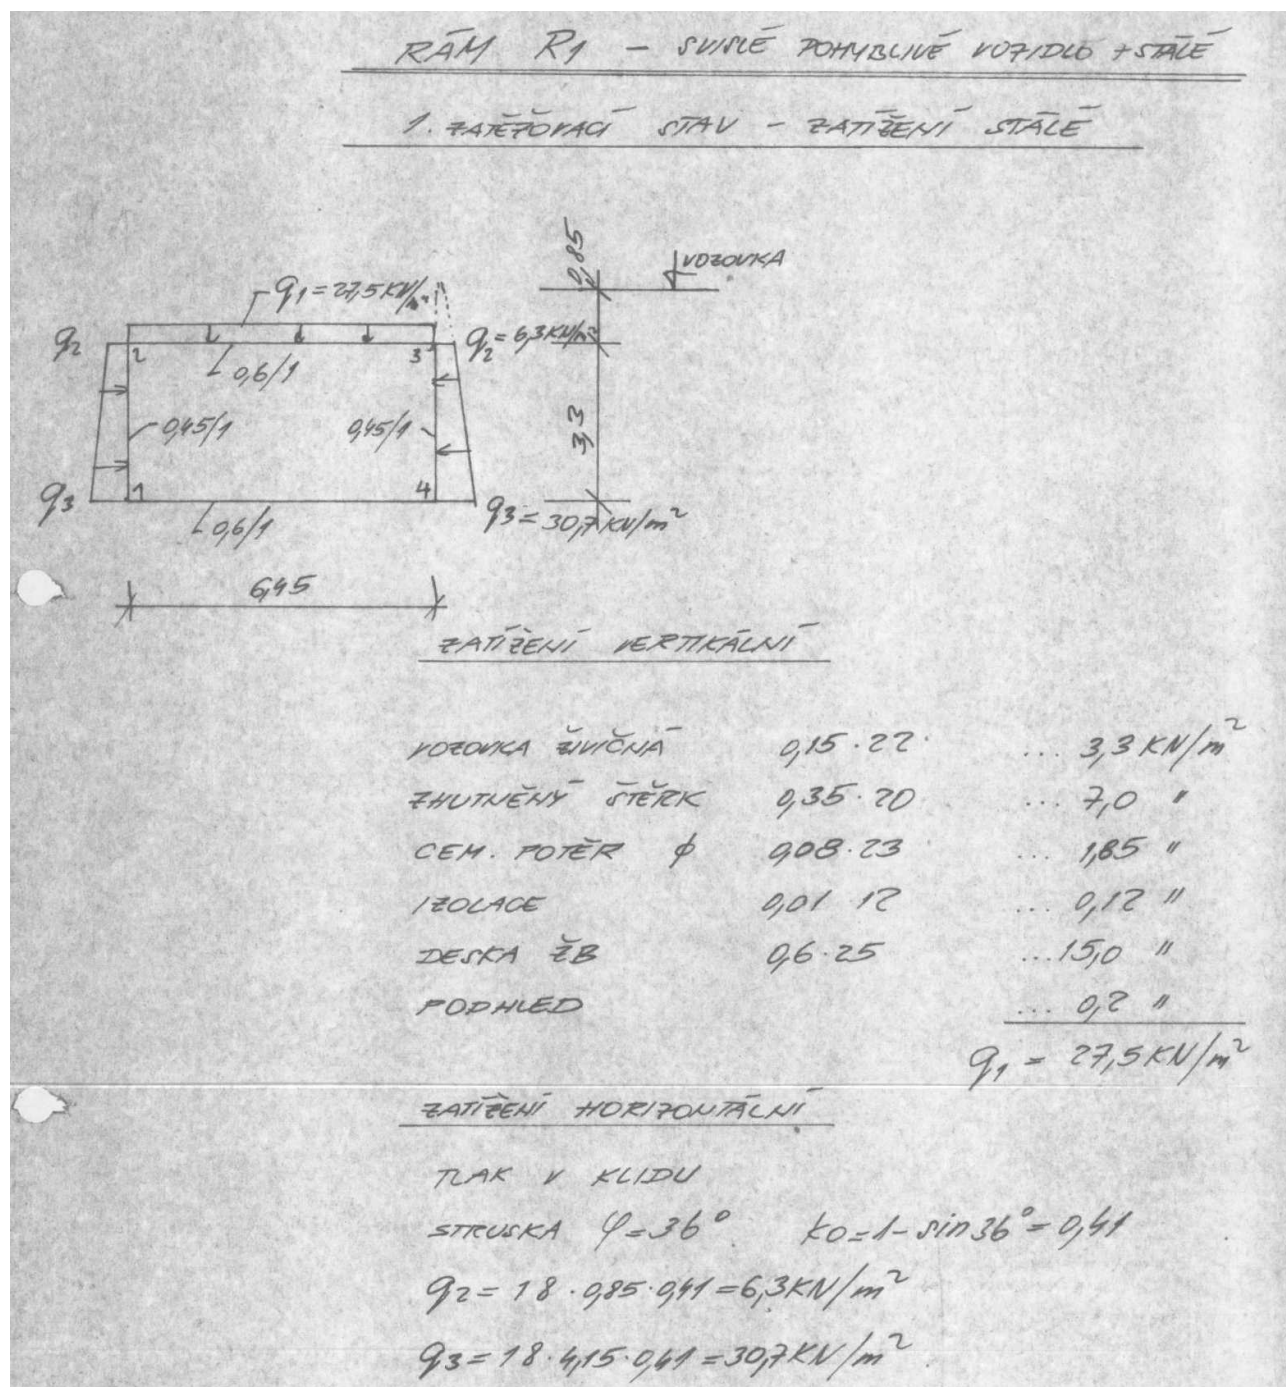 RÁM R1 - SVISLÉ POHYBLIVÉ VOZIDLO + STÁLÉ
1. ZATĚŽOVACÍ STAV - ZATÍŽENÍ STÁLÉ
0,85
VOZOVKA
q1 = 27,5 KN/m²
q2
2
3
q2 = 6,3 KN/m²
0,6/1
0,45/1
0,45/1
3,3
q3
1
4
q3 = 30,7 KN/m²
0,6/1
6,45
ZATÍŽENÍ VERTIKÁLNÍ
VOZOVKA ŽIVIČNÁ 0,15 · 22 ... 3,3 KN/m²
ZHUTNĚNÝ ŠTĚRK 0,35 · 20 ... 7,0 "
CEM. POTĚR ϕ 0,08 · 23 ... 1,85 "
IZOLACE 0,01 12 ... 0,12 "
DESKA ŽB 0,6 · 25 ... 15,0 "
PODHLED ... 0,2 "
q1 = 27,5 KN/m²
ZATÍŽENÍ HORIZONTÁLNÍ
TLAK V KLIDU
STRUSKA φ = 36° k0 = 1 - sin 36° = 0,41
q2 = 18 · 0,85 · 0,41 = 6,3 KN/m²
q3 = 18 · 4,15 · 0,41 = 30,7 KN/m²